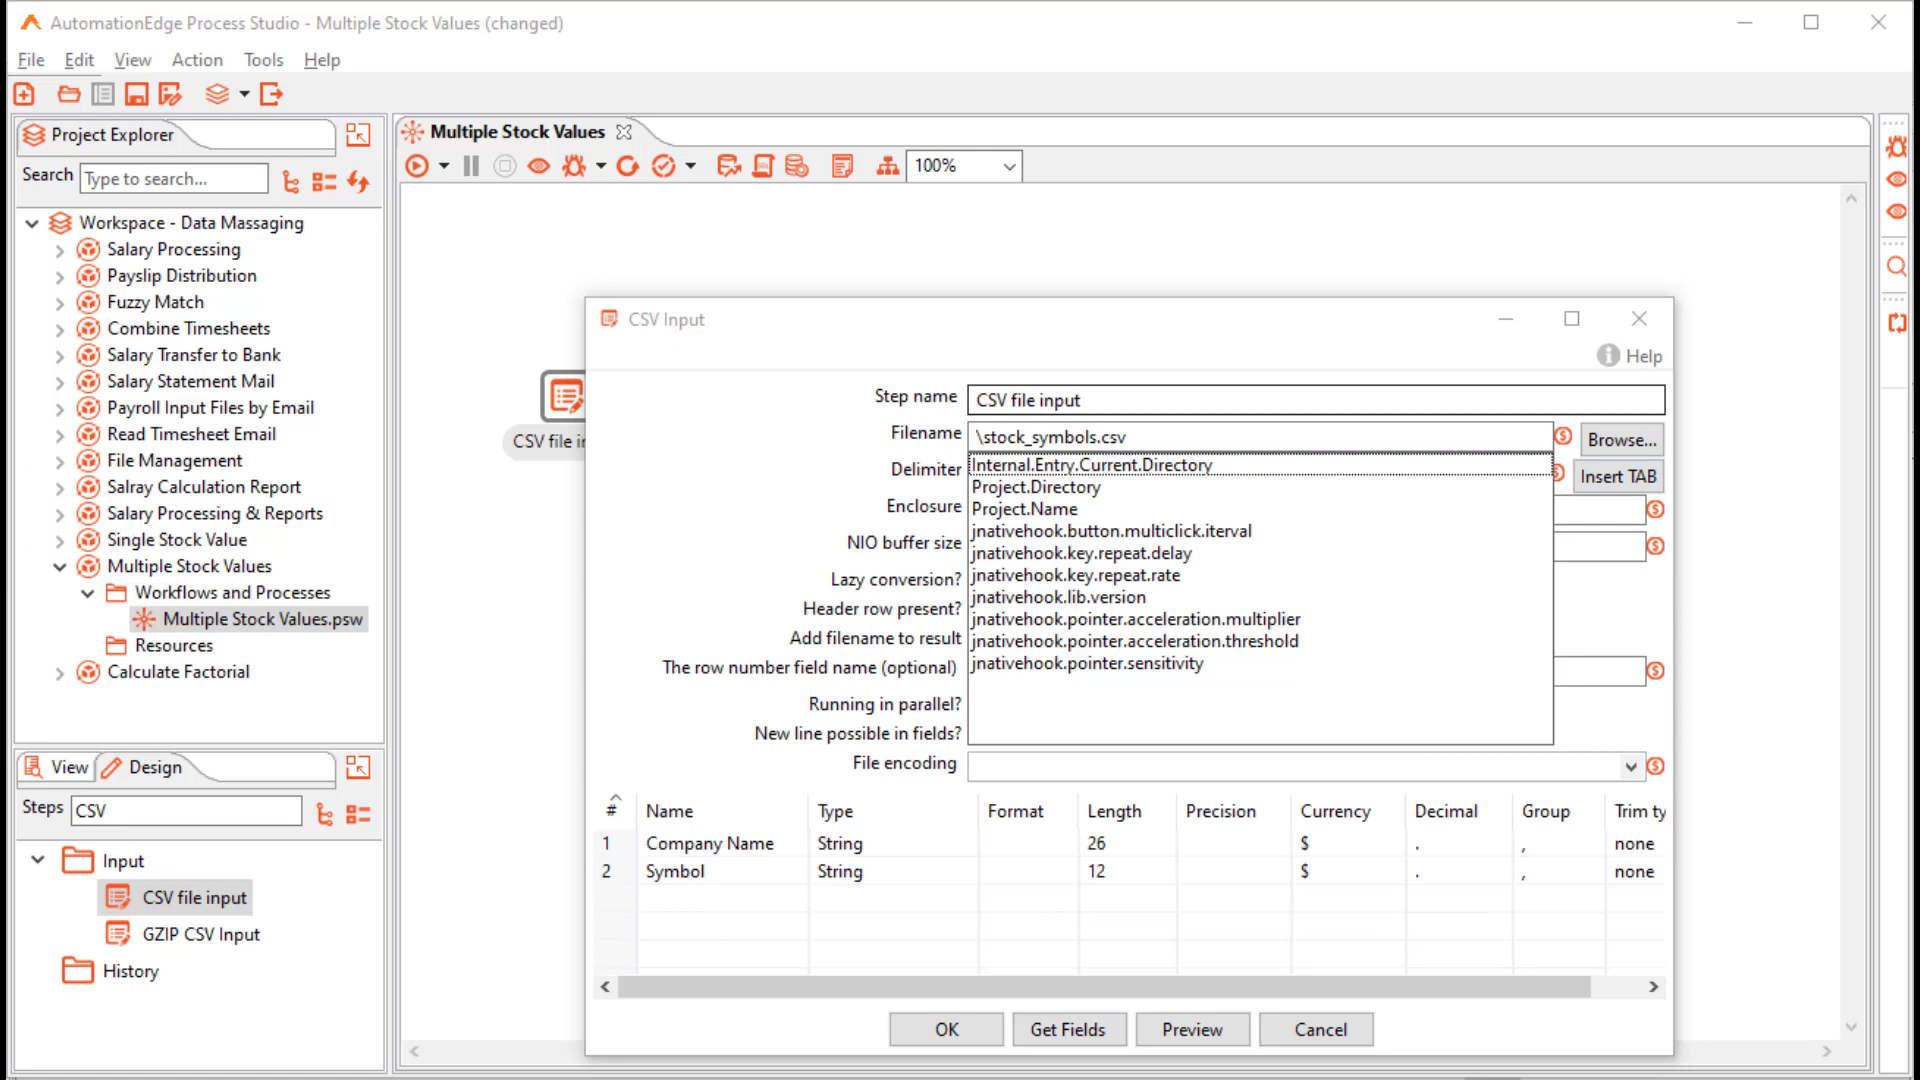 AutomationEdge Process Studio - Multiple Stock Values (changed)
File Edit View Action Tools Help
Project Explorer
Search Type to search...
Workspace - Data Massaging
Salary Processing
Payslip Distribution
Fuzzy Match
Combine Timesheets
Salary Transfer to Bank
Salary Statement Mail
Payroll Input Files by Email
Read Timesheet Email
File Management
Salray Calculation Report
Salary Processing & Reports
Single Stock Value
Multiple Stock Values
Workflows and Processes
Multiple Stock Values.psw
Resources
Calculate Factorial
View Design
Steps CSV
Input
CSV file input
GZIP CSV Input
History
Multiple Stock Values
100%
CSV file in
CSV Input
Help
Step name CSV file input
Filename \stock_symbols.csv Browse...
Delimiter Insert TAB
Enclosure
NIO buffer size
Lazy conversion?
Header row present?
Add filename to result
The row number field name (optional)
Running in parallel?
New line possible in fields?
File encoding
Internal.Entry.Current.Directory
Project.Directory
Project.Name
jnativehook.button.multiclick.iterval
jnativehook.key.repeat.delay
jnativehook.key.repeat.rate
jnativehook.lib.version
jnativehook.pointer.acceleration.multiplier
jnativehook.pointer.acceleration.threshold
jnativehook.pointer.sensitivity
# Name Type Format Length Precision Currency Decimal Group Trim ty
1 Company Name String 26 $ . , none
2 Symbol String 12 $ . , none
OK Get Fields Preview Cancel